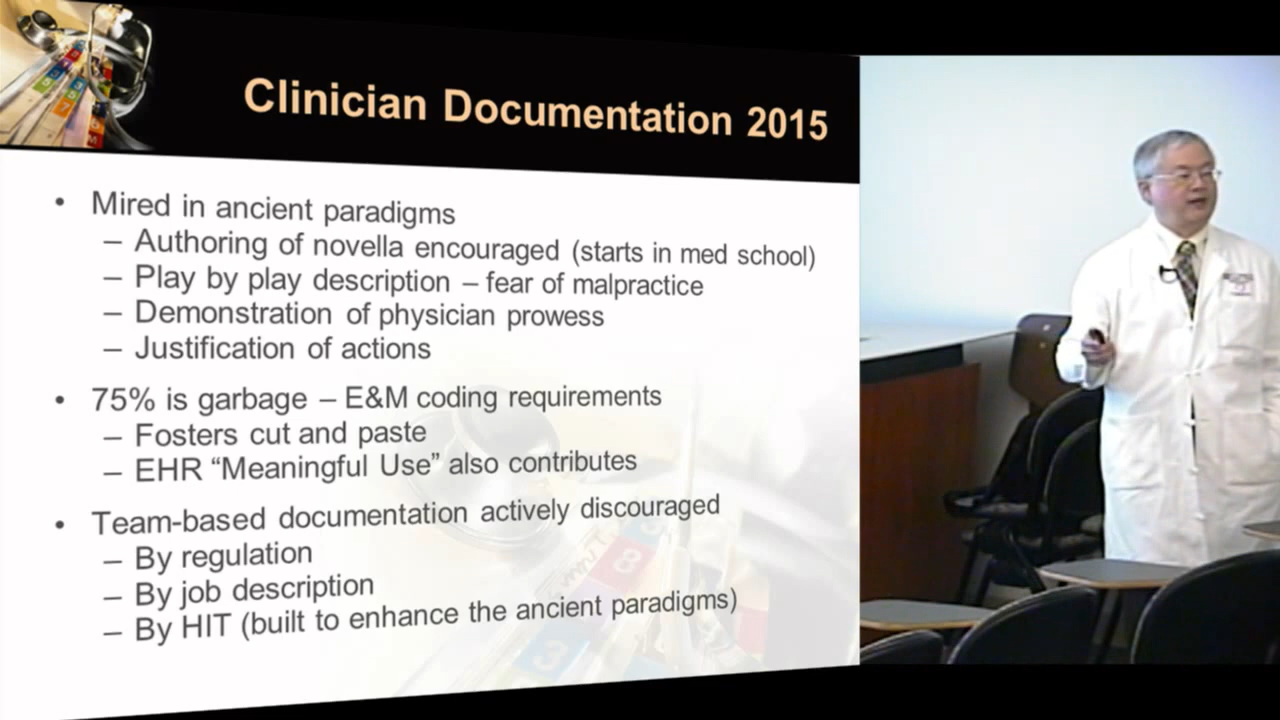 Clinician Documentation 2015
• Mired in ancient paradigms
– Authoring of novella encouraged (starts in med school)
– Play by play description – fear of malpractice
– Demonstration of physician prowess
– Justification of actions
• 75% is garbage – E&M coding requirements
– Fosters cut and paste
– EHR “Meaningful Use” also contributes
• Team-based documentation actively discouraged
– By regulation
– By job description
– By HIT (built to enhance the ancient paradigms)